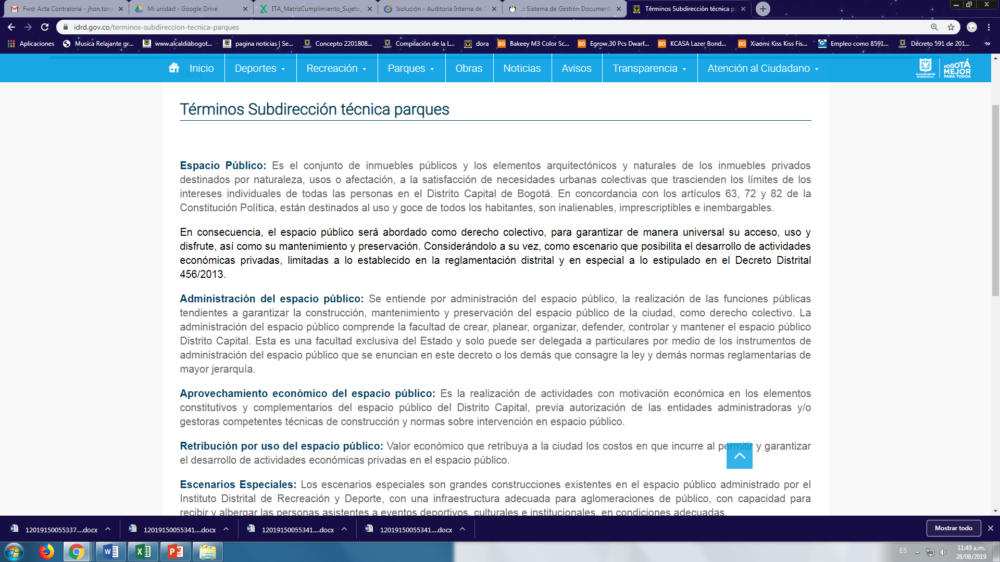 Fwd: Acta Contraloria - jhon.torre
Mi unidad - Google Drive
ITA_MatrizCumplimiento_Sujeto_
Isolución - Auditoría Interna de C
.:: Sistema de Gestión Documenta
Términos Subdirección técnica pa
idrd.gov.co/terminos-subdireccion-tecnica-parques
Aplicaciones
Musica Relajante gr...
www.alcaldiabogot...
pagina noticias | Se...
Concepto 2201808...
Compilación de la L...
dora
Bakeey M3 Color Sc...
Egrow 30 Pcs Dwarf...
KCASA Lazer Bond...
Xiaomi Kiss Kiss Fis...
Empleo como 8591...
Decreto 591 de 201...
Inicio
Deportes
Recreación
Parques
Obras
Noticias
Avisos
Transparencia
Atención al Ciudadano
ALCALDÍA MAYOR
DE BOGOTÁ D.C.
BOGOTÁ
MEJOR
PARA TODOS
Inicio
Términos Subdirección técnica parques
Espacio Público: Es el conjunto de inmuebles públicos y los elementos arquitectónicos y naturales de los inmuebles privados
destinados por naturaleza, usos o afectación, a la satisfacción de necesidades urbanas colectivas que trascienden los límites de los
intereses individuales de todas las personas en el Distrito Capital de Bogotá. En concordancia con los artículos 63, 72 y 82 de la
Constitución Política, están destinados al uso y goce de todos los habitantes, son inalienables, imprescriptibles e inembargables.
En consecuencia, el espacio público será abordado como derecho colectivo, para garantizar de manera universal su acceso, uso y
disfrute, así como su mantenimiento y preservación. Considerándolo a su vez, como escenario que posibilita el desarrollo de actividades
económicas privadas, limitadas a lo establecido en la reglamentación distrital y en especial a lo estipulado en el Decreto Distrital
456/2013.
Administración del espacio público: Se entiende por administración del espacio público, la realización de las funciones públicas
tendientes a garantizar la construcción, mantenimiento y preservación del espacio público de la ciudad, como derecho colectivo. La
administración del espacio público comprende la facultad de crear, planear, organizar, defender, controlar y mantener el espacio público
Distrito Capital. Esta es una facultad exclusiva del Estado y solo puede ser delegada a particulares por medio de los instrumentos de
administración del espacio público que se enuncian en este decreto o los demás que consagre la ley y demás normas reglamentarias de
mayor jerarquía.
Aprovechamiento económico del espacio público: Es la realización de actividades con motivación económica en los elementos
constitutivos y complementarios del espacio público del Distrito Capital, previa autorización de las entidades administradoras y/o
gestoras competentes técnicas de construcción y normas sobre intervención en espacio público.
Retribución por uso del espacio público: Valor económico que retribuya a la ciudad los costos en que incurre al permitir y garantizar
el desarrollo de actividades económicas privadas en el espacio público.
Escenarios Especiales: Los escenarios especiales son grandes construcciones existentes en el espacio público administrado por el
Instituto Distrital de Recreación y Deporte, con una infraestructura adecuada para aglomeraciones de público, con capacidad para
recibir y albergar las personas asistentes a eventos deportivos, culturales e institucionales, en condiciones adecuadas.
12019150055337....docx
12019150055341....docx
12019150055341....docx
12019150055341....docx
Mostrar todo
ES
11:49 a.m.
28/08/2019